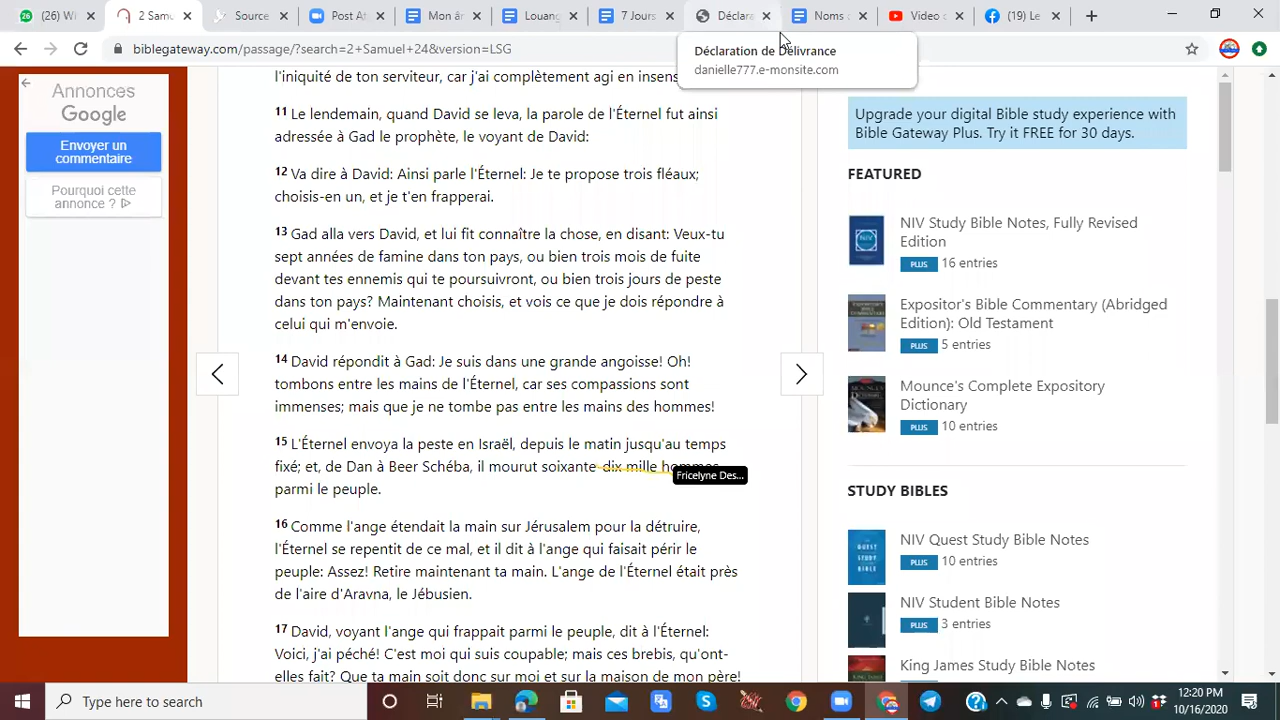 (26) Wi
2 Samu
Source
Post At
Mon â
Louang
7 Jours
Déclare
Noms c
Video c
(19) Le
biblegateway.com/passage/?search=2+Samuel+24&version=LSG
Déclaration de Délivrance
danielle777.e-monsite.com
Annonces
Google
Envoyer un
commentaire
Pourquoi cette
annonce ?
l'iniquité de ton serviteur, car j'ai complètement agi en insens
11 Le lendemain, quand David se leva, la parole de l'Éternel fut ainsi
adressée à Gad le prophète, le voyant de David:
12 Va dire à David: Ainsi parle l'Éternel: Je te propose trois fléaux;
choisis-en un, et je t'en frapperai.
13 Gad alla vers David, et lui fit connaître la chose, en disant: Veux-tu
sept années de famine dans ton pays, ou bien trois mois de fuite
devant tes ennemis qui te poursuivront, ou bien trois jours de peste
dans ton pays? Maintenant choisis, et vois ce que je dois répondre à
celui qui m'envoie.
14 David répondit à Gad: Je suis dans une grande angoisse! Oh!
tombons entre les mains de l'Éternel, car ses compassions sont
immenses; mais que je ne tombe pas entre les mains des hommes!
15 L'Éternel envoya la peste en Israël, depuis le matin jusqu'au temps
fixé; et, de Dan à Beer Schéba, il mourut soixante-dix mille hommes
Fricelyne Des...
parmi le peuple.
16 Comme l'ange étendait la main sur Jérusalem pour la détruire,
l'Éternel se repentit de ce mal, et il dit à l'ange qui faisait périr le
peuple: Assez! Retire maintenant ta main. L'ange de l'Éternel était près
de l'aire d'Aravna, le Jébusien.
17 David, voyant l'ange qui frappait parmi le peuple, dit à l'Éternel:
Voici, j'ai péché! C'est moi qui suis coupable; mais ces brebis, qu'ont-
elles fait? Que ta main soit donc sur moi et sur la maison de mon père!
Upgrade your digital Bible study experience with
Bible Gateway Plus. Try it FREE for 30 days.
FEATURED
NIV Study Bible Notes, Fully Revised
Edition
PLUS 16 entries
Expositor's Bible Commentary (Abridged
Edition): Old Testament
PLUS 5 entries
Mounce's Complete Expository
Dictionary
PLUS 10 entries
STUDY BIBLES
NIV Quest Study Bible Notes
PLUS 10 entries
NIV Student Bible Notes
PLUS 3 entries
King James Study Bible Notes
Type here to search
12:20 PM
10/16/2020